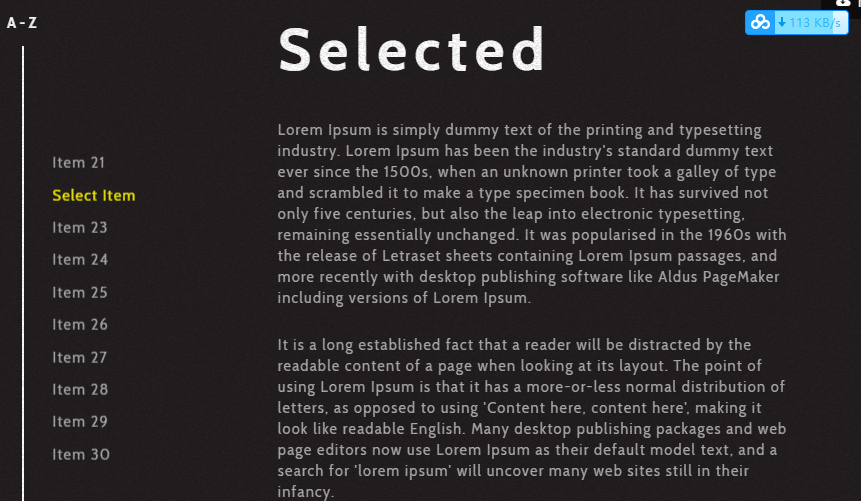 A-Z
113 KB/s
Selected
Item 21
Select Item
Item 23
Item 24
Item 25
Item 26
Item 27
Item 28
Item 29
Item 30
Lorem Ipsum is simply dummy text of the printing and typesetting
industry. Lorem Ipsum has been the industry's standard dummy text
ever since the 1500s, when an unknown printer took a galley of type
and scrambled it to make a type specimen book. It has survived not
only five centuries, but also the leap into electronic typesetting,
remaining essentially unchanged. It was popularised in the 1960s with
the release of Letraset sheets containing Lorem Ipsum passages, and
more recently with desktop publishing software like Aldus PageMaker
including versions of Lorem Ipsum.
It is a long established fact that a reader will be distracted by the
readable content of a page when looking at its layout. The point of
using Lorem Ipsum is that it has a more-or-less normal distribution of
letters, as opposed to using 'Content here, content here', making it
look like readable English. Many desktop publishing packages and web
page editors now use Lorem Ipsum as their default model text, and a
search for 'lorem ipsum' will uncover many web sites still in their
infancy.